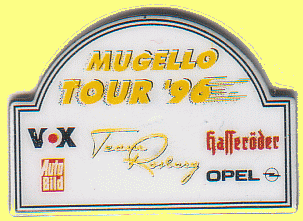 MUGELLO
TOUR '96
VOX
Team
Rosberg
Hasseröder
Auto
Bild
OPEL